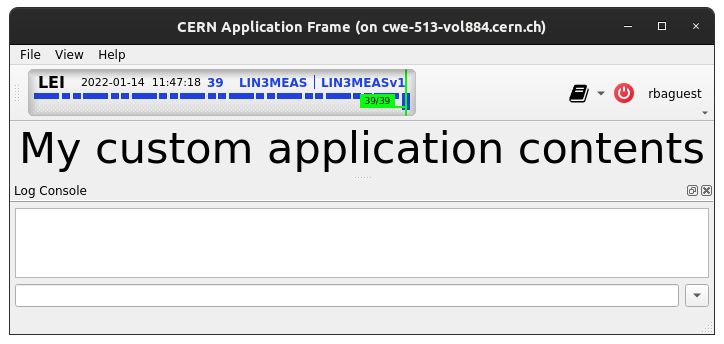 CERN Application Frame (on cwe-513-vol884.cern.ch)
File View Help
LEI 2022-01-14 11:47:18 39 LIN3MEAS LIN3MEASv1
39/39
rbaguest
My custom application contents
Log Console